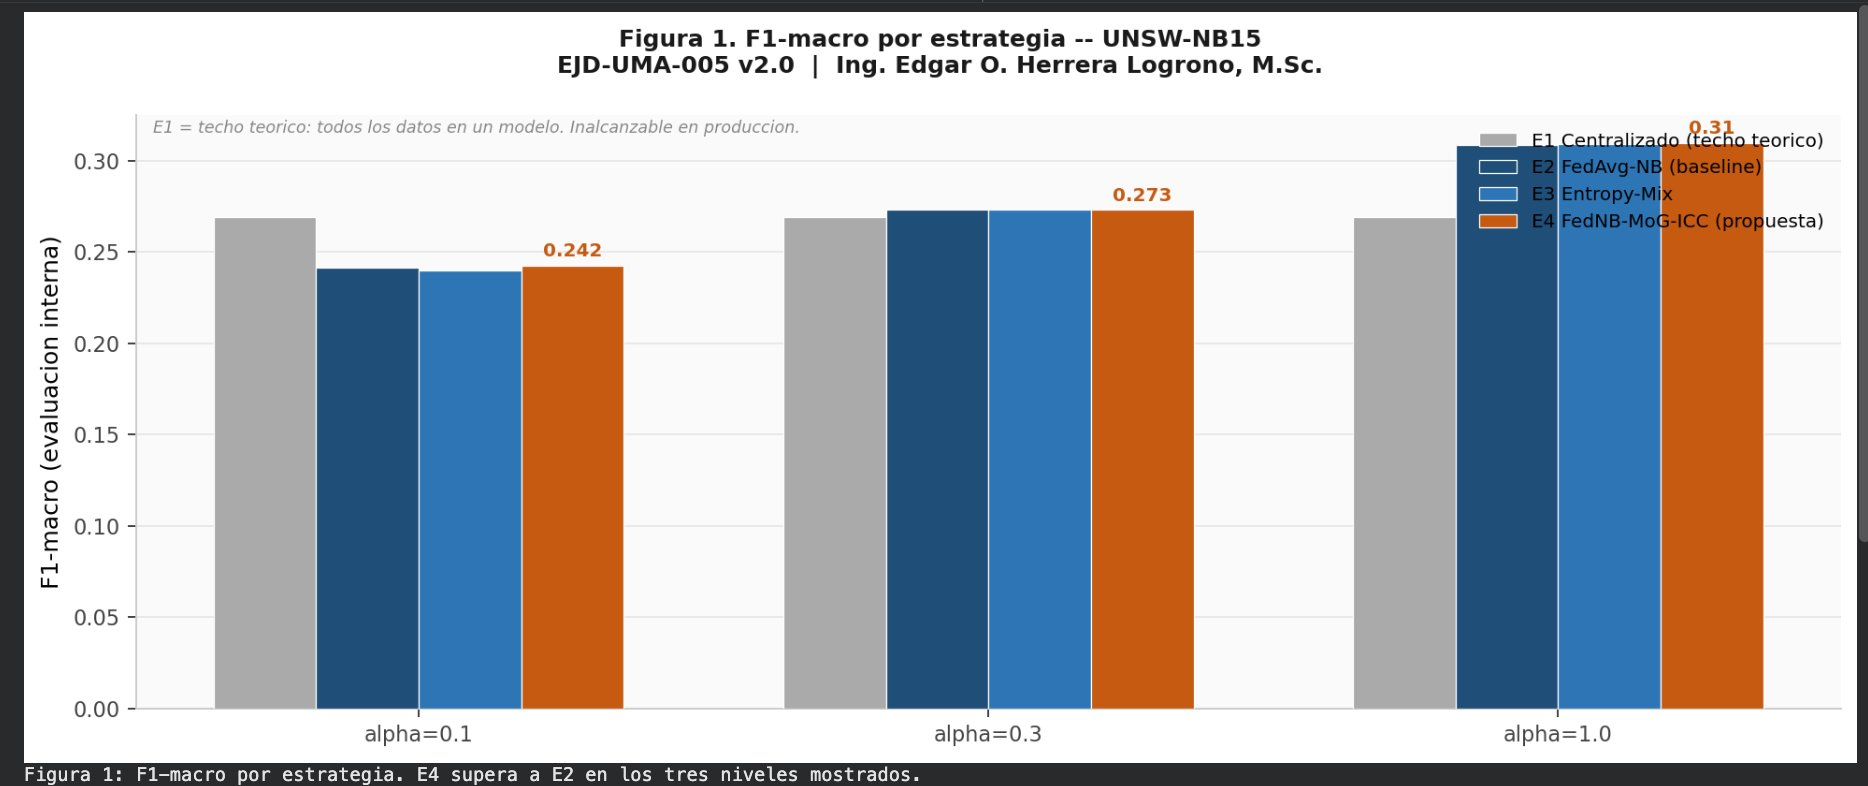 Figura 1. F1-macro por estrategia -- UNSW-NB15
EJD-UMA-005 v2.0 | Ing. Edgar O. Herrera Logrono, M.Sc.
E1 = techo teorico: todos los datos en un modelo. Inalcanzable en produccion.
F1-macro (evaluacion interna)
0.30
0.25
0.20
0.15
0.10
0.05
0.00
0.242
0.273
0.31
E1 Centralizado (techo teorico)
E2 FedAvg-NB (baseline)
E3 Entropy-Mix
E4 FedNB-MoG-ICC (propuesta)
alpha=0.1
alpha=0.3
alpha=1.0
Figura 1: F1-macro por estrategia. E4 supera a E2 en los tres niveles mostrados.